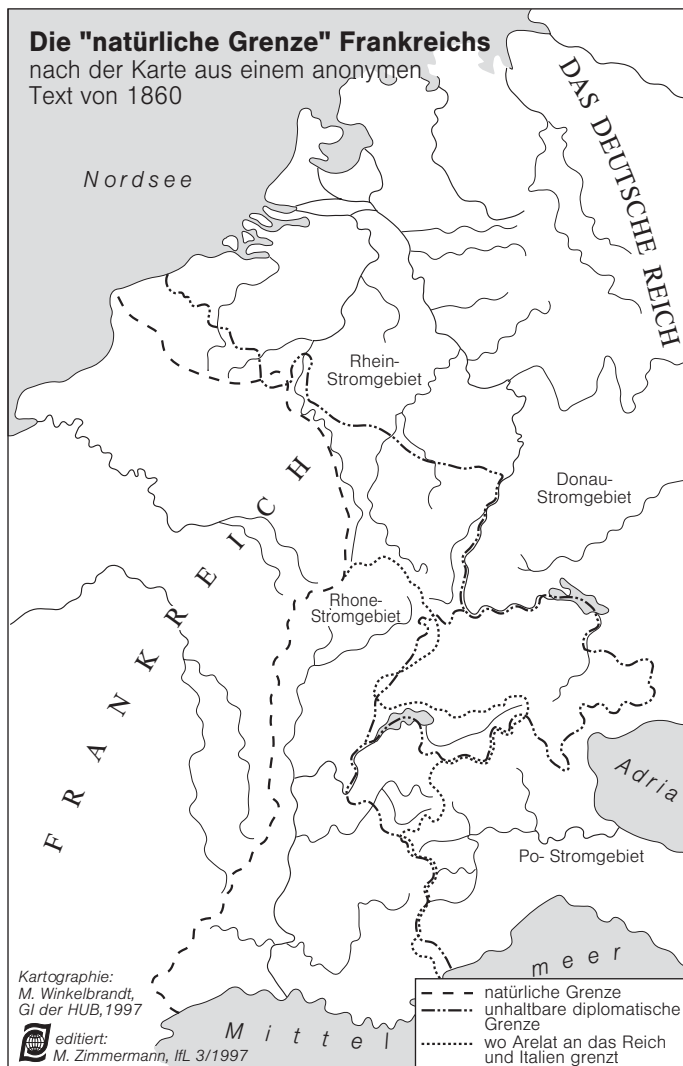 Die "natürliche Grenze" Frankreichs
nach der Karte aus einem anonymen
Text von 1860
DAS DEUTSCHE REICH
Nordsee
Rhein-
Stromgebiet
Donau-
Stromgebiet
FRANKREICH
Rhone-
Stromgebiet
Adria
Po- Stromgebiet
Mittel
meer
Kartographie:
M. Winkelbrandt,
GI der HUB,1997
editiert:
M. Zimmermann, IfL 3/1997
natürliche Grenze
unhaltbare diplomatische
Grenze
wo Arelat an das Reich
und Italien grenzt